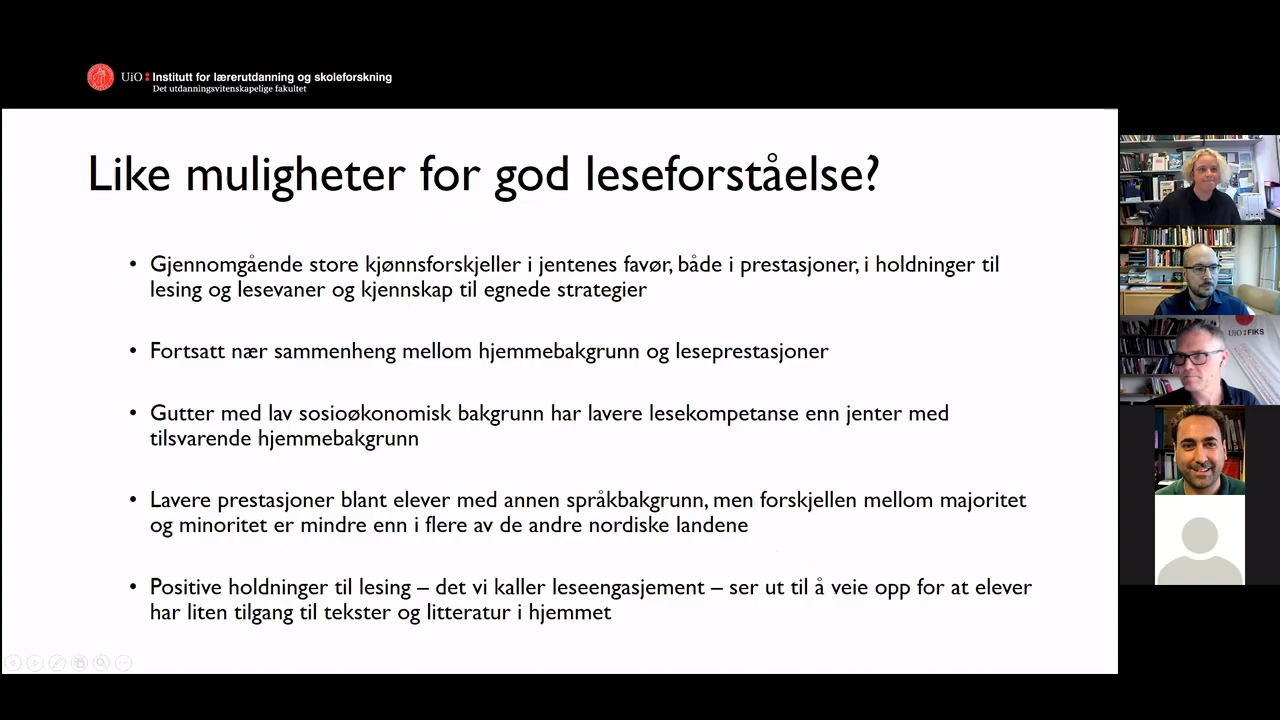 UiO Institutt for lærerutdanning og skoleforskning
Det utdanningsvitenskapelige fakultet
Like muligheter for god leseforståelse?
• Gjennomgående store kjønnsforskjeller i jentenes favør, både i prestasjoner, i holdninger til
lesing og lesevaner og kjennskap til egnede strategier
• Fortsatt nær sammenheng mellom hjemmebakgrunn og leseprestasjoner
• Gutter med lav sosioøkonomisk bakgrunn har lavere lesekompetanse enn jenter med
tilsvarende hjemmebakgrunn
• Lavere prestasjoner blant elever med annen språkbakgrunn, men forskjellen mellom majoritet
og minoritet er mindre enn i flere av de andre nordiske landene
• Positive holdninger til lesing – det vi kaller leseengasjement – ser ut til å veie opp for at elever
har liten tilgang til tekster og litteratur i hjemmet
UiO:FIKS